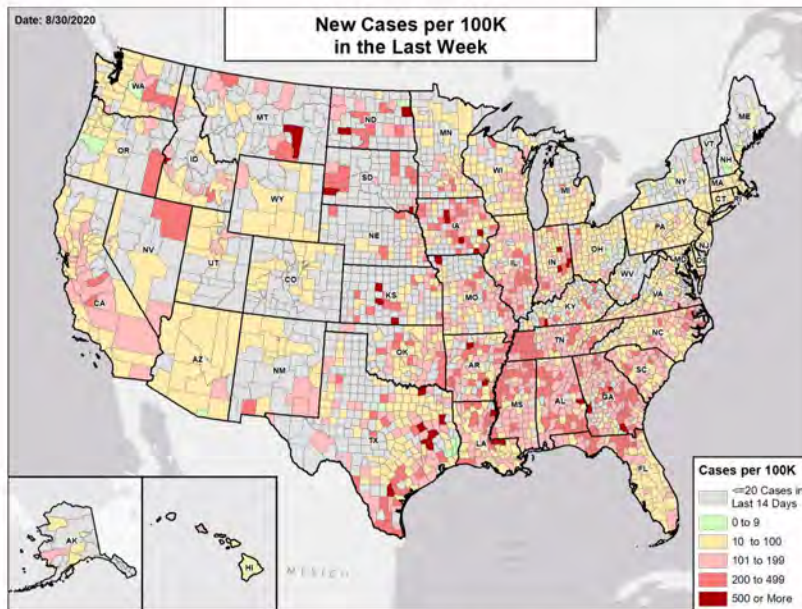 Date: 8/30/2020
New Cases per 100K
in the Last Week
WA
MT
ND
MN
ME
VT
NH
OR
ID
SD
WI
MI
NY
MA
CT
WY
IA
PA
NJ
NE
NV
UT
CO
IL
IN
OH
MD
DE
WV
VA
CA
KS
MO
KY
NC
AZ
NM
OK
AR
TN
SC
MS
AL
GA
TX
LA
FL
AK
HI
MEXICO
Cases per 100K
<=20 Cases in
Last 14 Days
0 to 9
10 to 100
101 to 199
200 to 499
500 or More